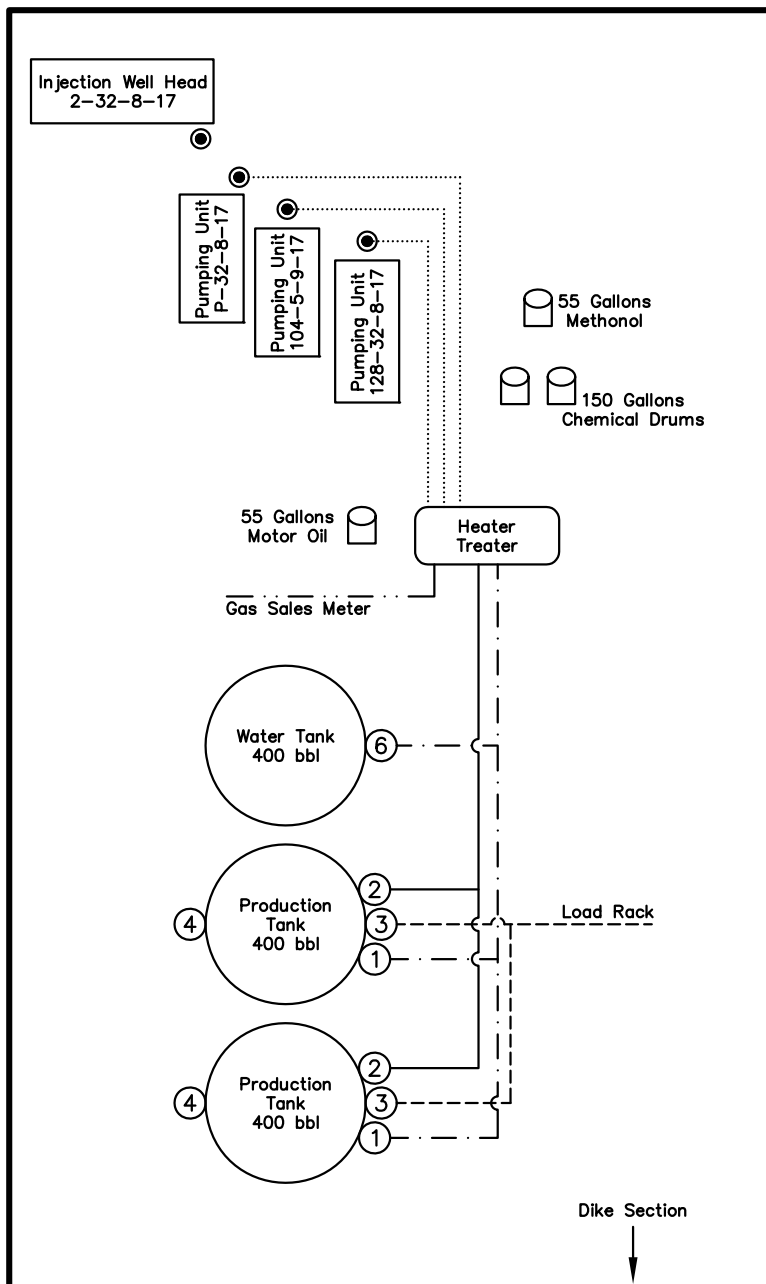 Injection Well Head
2-32-8-17
Pumping Unit
P-32-8-17
Pumping Unit
104-5-9-17
Pumping Unit
128-32-8-17
55 Gallons
Methonol
150 Gallons
Chemical Drums
55 Gallons
Motor Oil
Heater
Treater
Gas Sales Meter
Water Tank
400 bbl
6
Production
Tank
400 bbl
4
2
3
1
Load Rack
Production
Tank
400 bbl
4
2
3
1
Dike Section